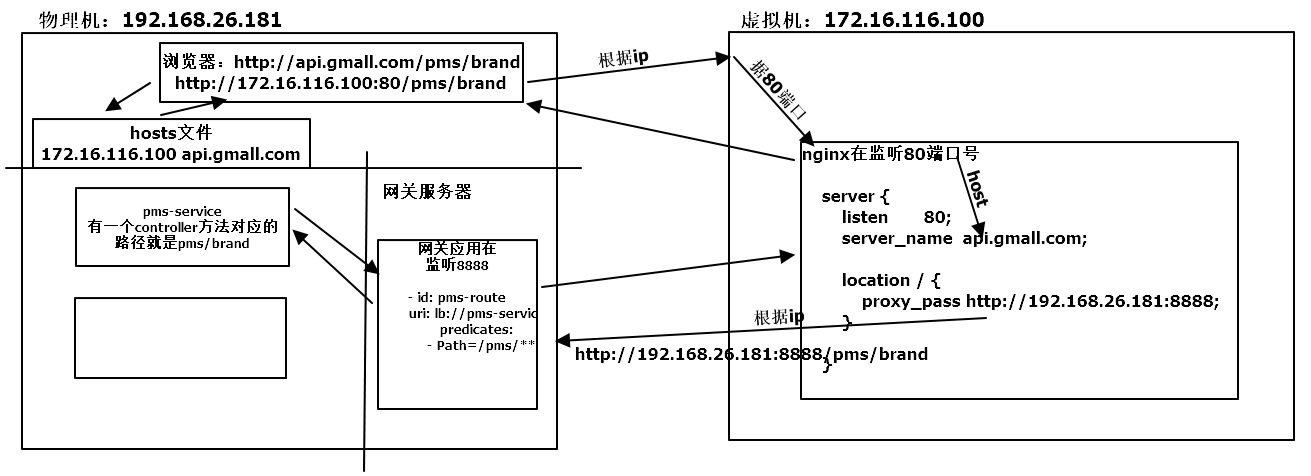 物理机：192.168.26.181
浏览器：http://api.gmall.com/pms/brand
http://172.16.116.100:80/pms/brand
hosts文件
172.16.116.100 api.gmall.com
pms-service
有一个controller方法对应的
路径就是pms/brand
网关服务器
网关应用在
监听8888
- id: pms-route
uri: lb://pms-servic
predicates:
- Path=/pms/**
根据ip
虚拟机：172.16.116.100
据80端口
nginx在监听80端口号
host
server {
listen 80;
server_name api.gmall.com;
location / {
proxy_pass http://192.168.26.181:8888;
}
}
根据ip
http://192.168.26.181:8888/pms/brand